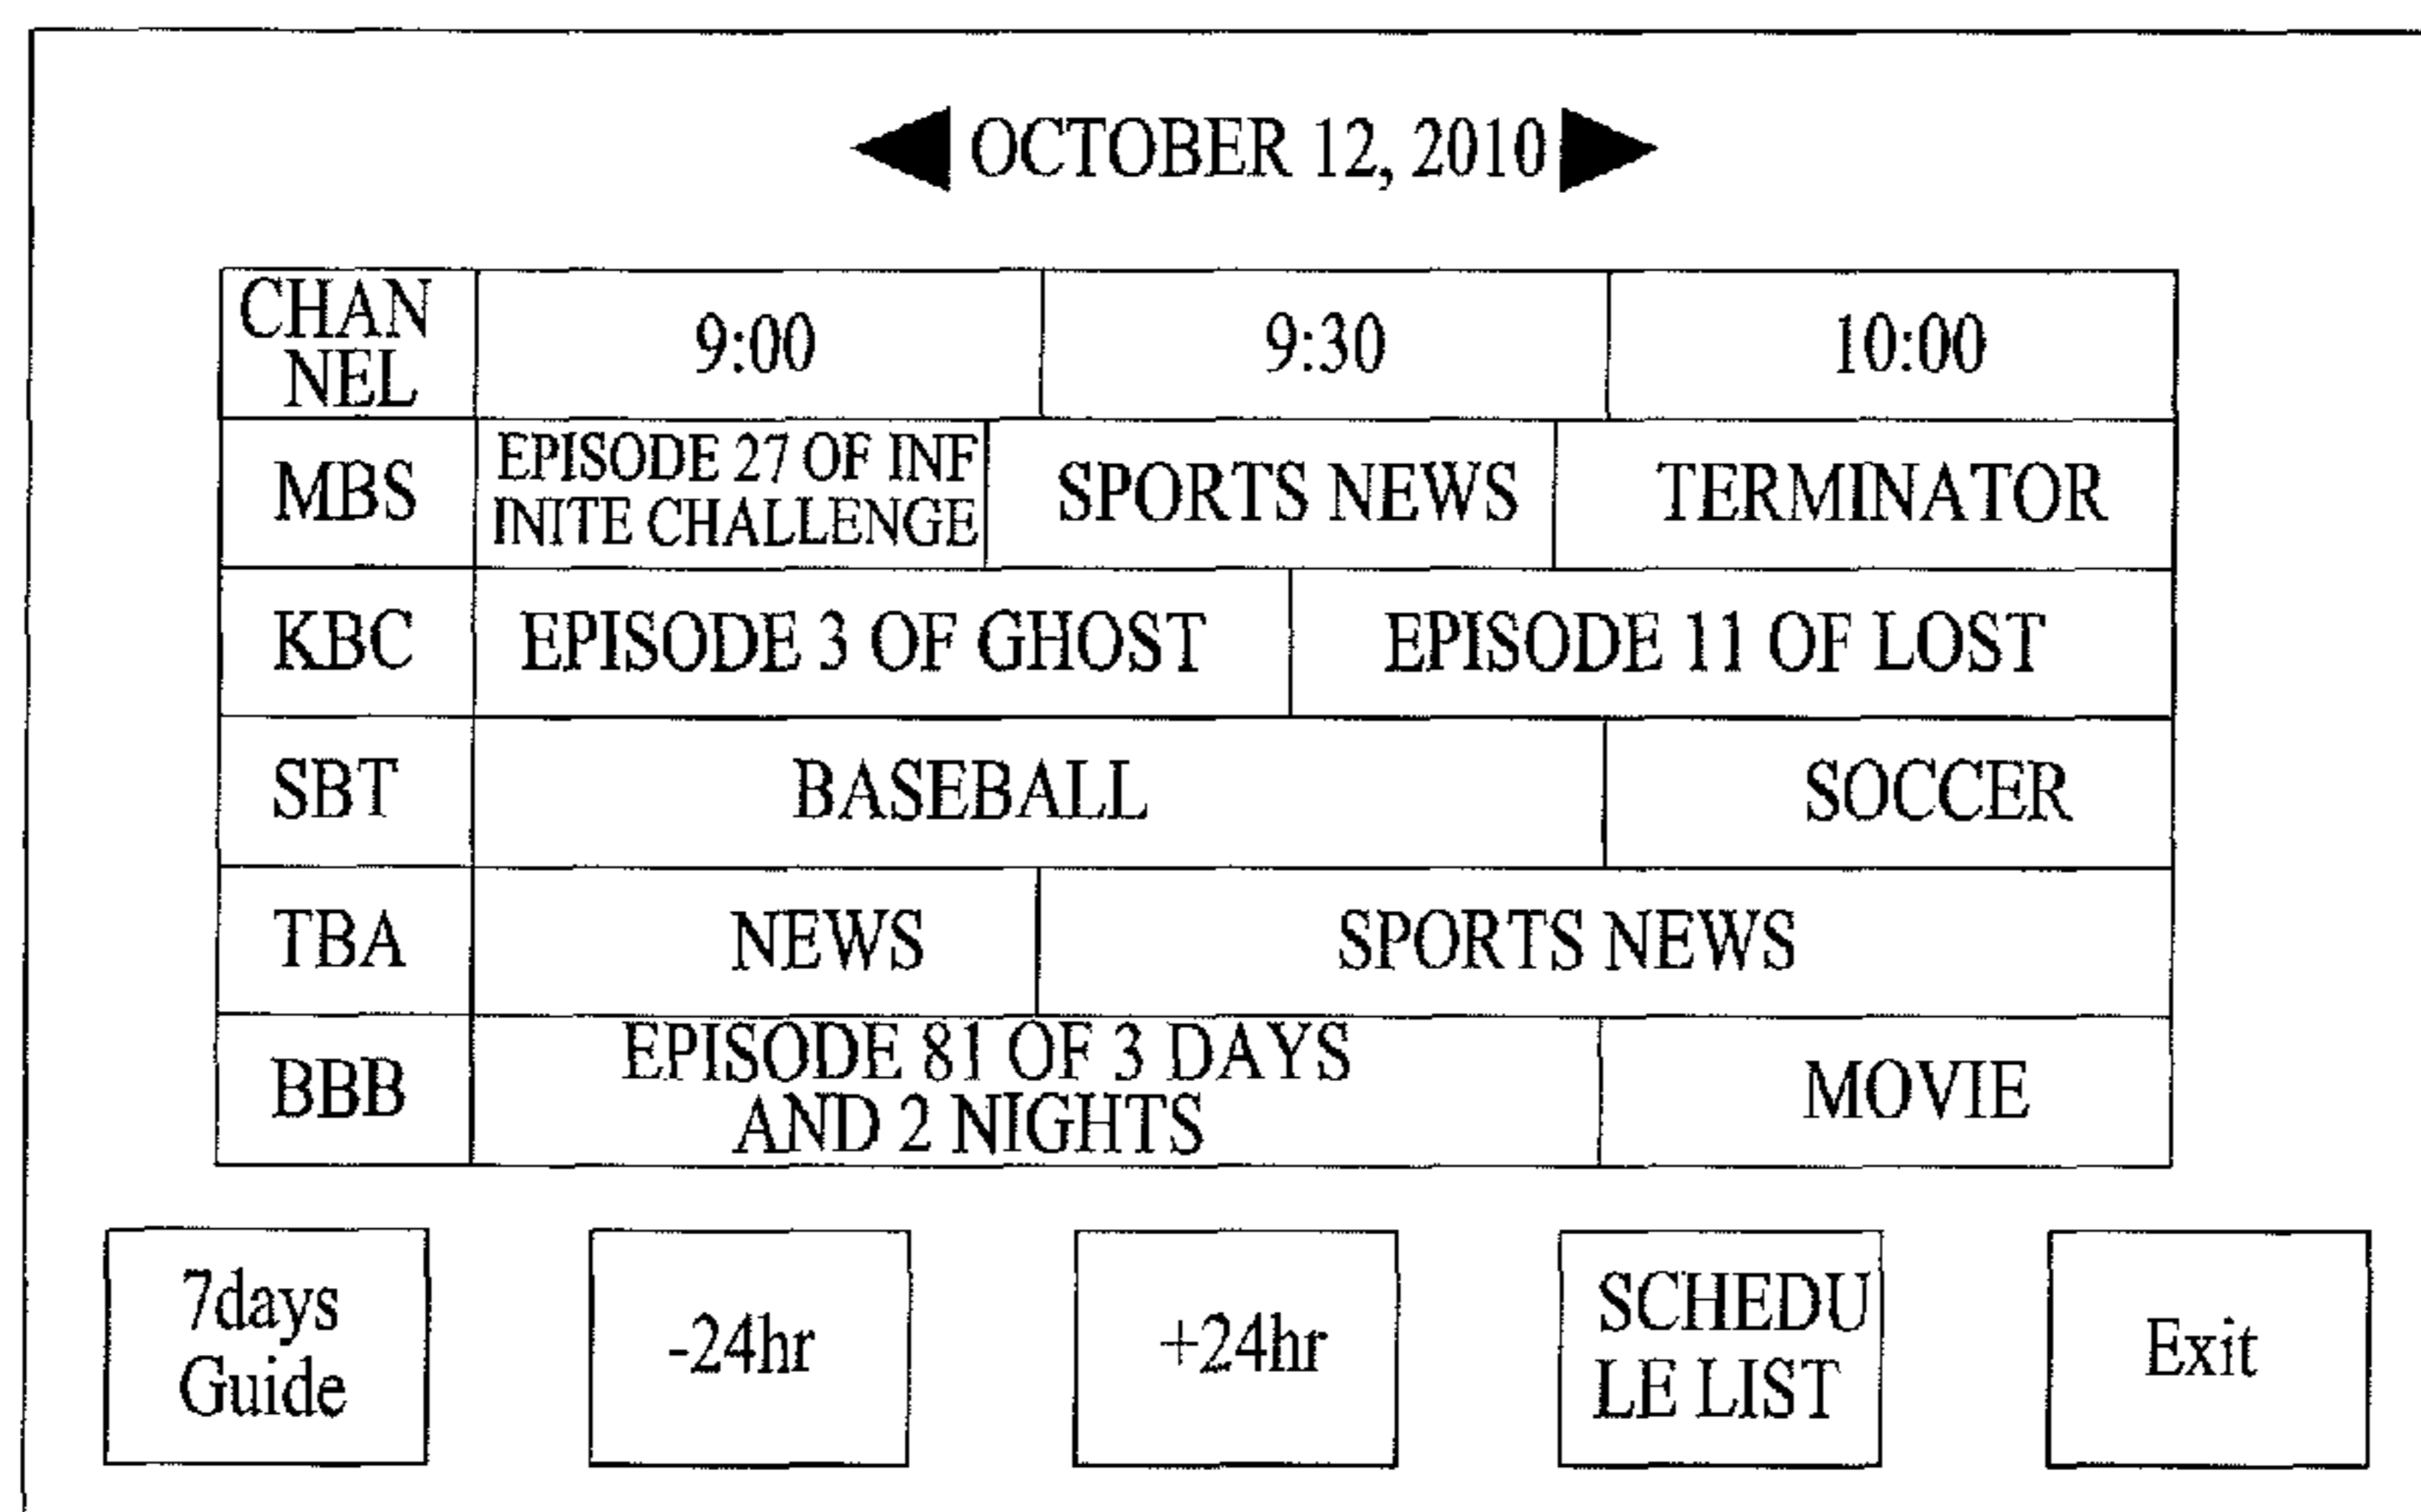 OCTOBER 12, 2010
CHAN
NEL
9:00
9:30
10:00
MBS
EPISODE 27 OF INF
INITE CHALLENGE
SPORTS NEWS
TERMINATOR
KBC
EPISODE 3 OF GHOST
EPISODE 11 OF LOST
SBT
BASEBALL
SOCCER
TBA
NEWS
SPORTS NEWS
BBB
EPISODE 81 OF 3 DAYS
AND 2 NIGHTS
MOVIE
7days
Guide
-24hr
+24hr
SCHEDU
LE LIST
Exit